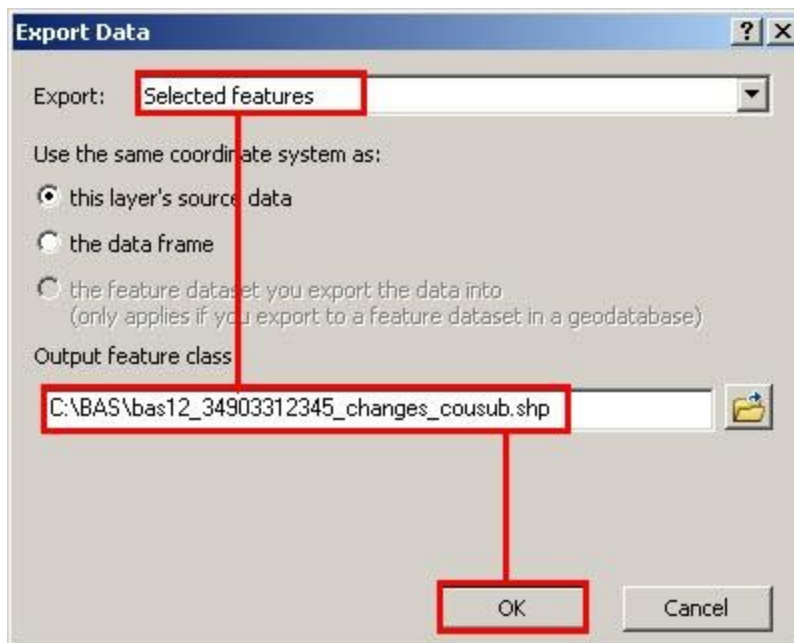 Export Data
Export: Selected features
Use the same coordinate system as:
this layer's source data
the data frame
the feature dataset you export the data into
(only applies if you export to a feature dataset in a geodatabase)
Output feature class
C:\BAS\bas12_34903312345_changes_cousub.shp
OK Cancel